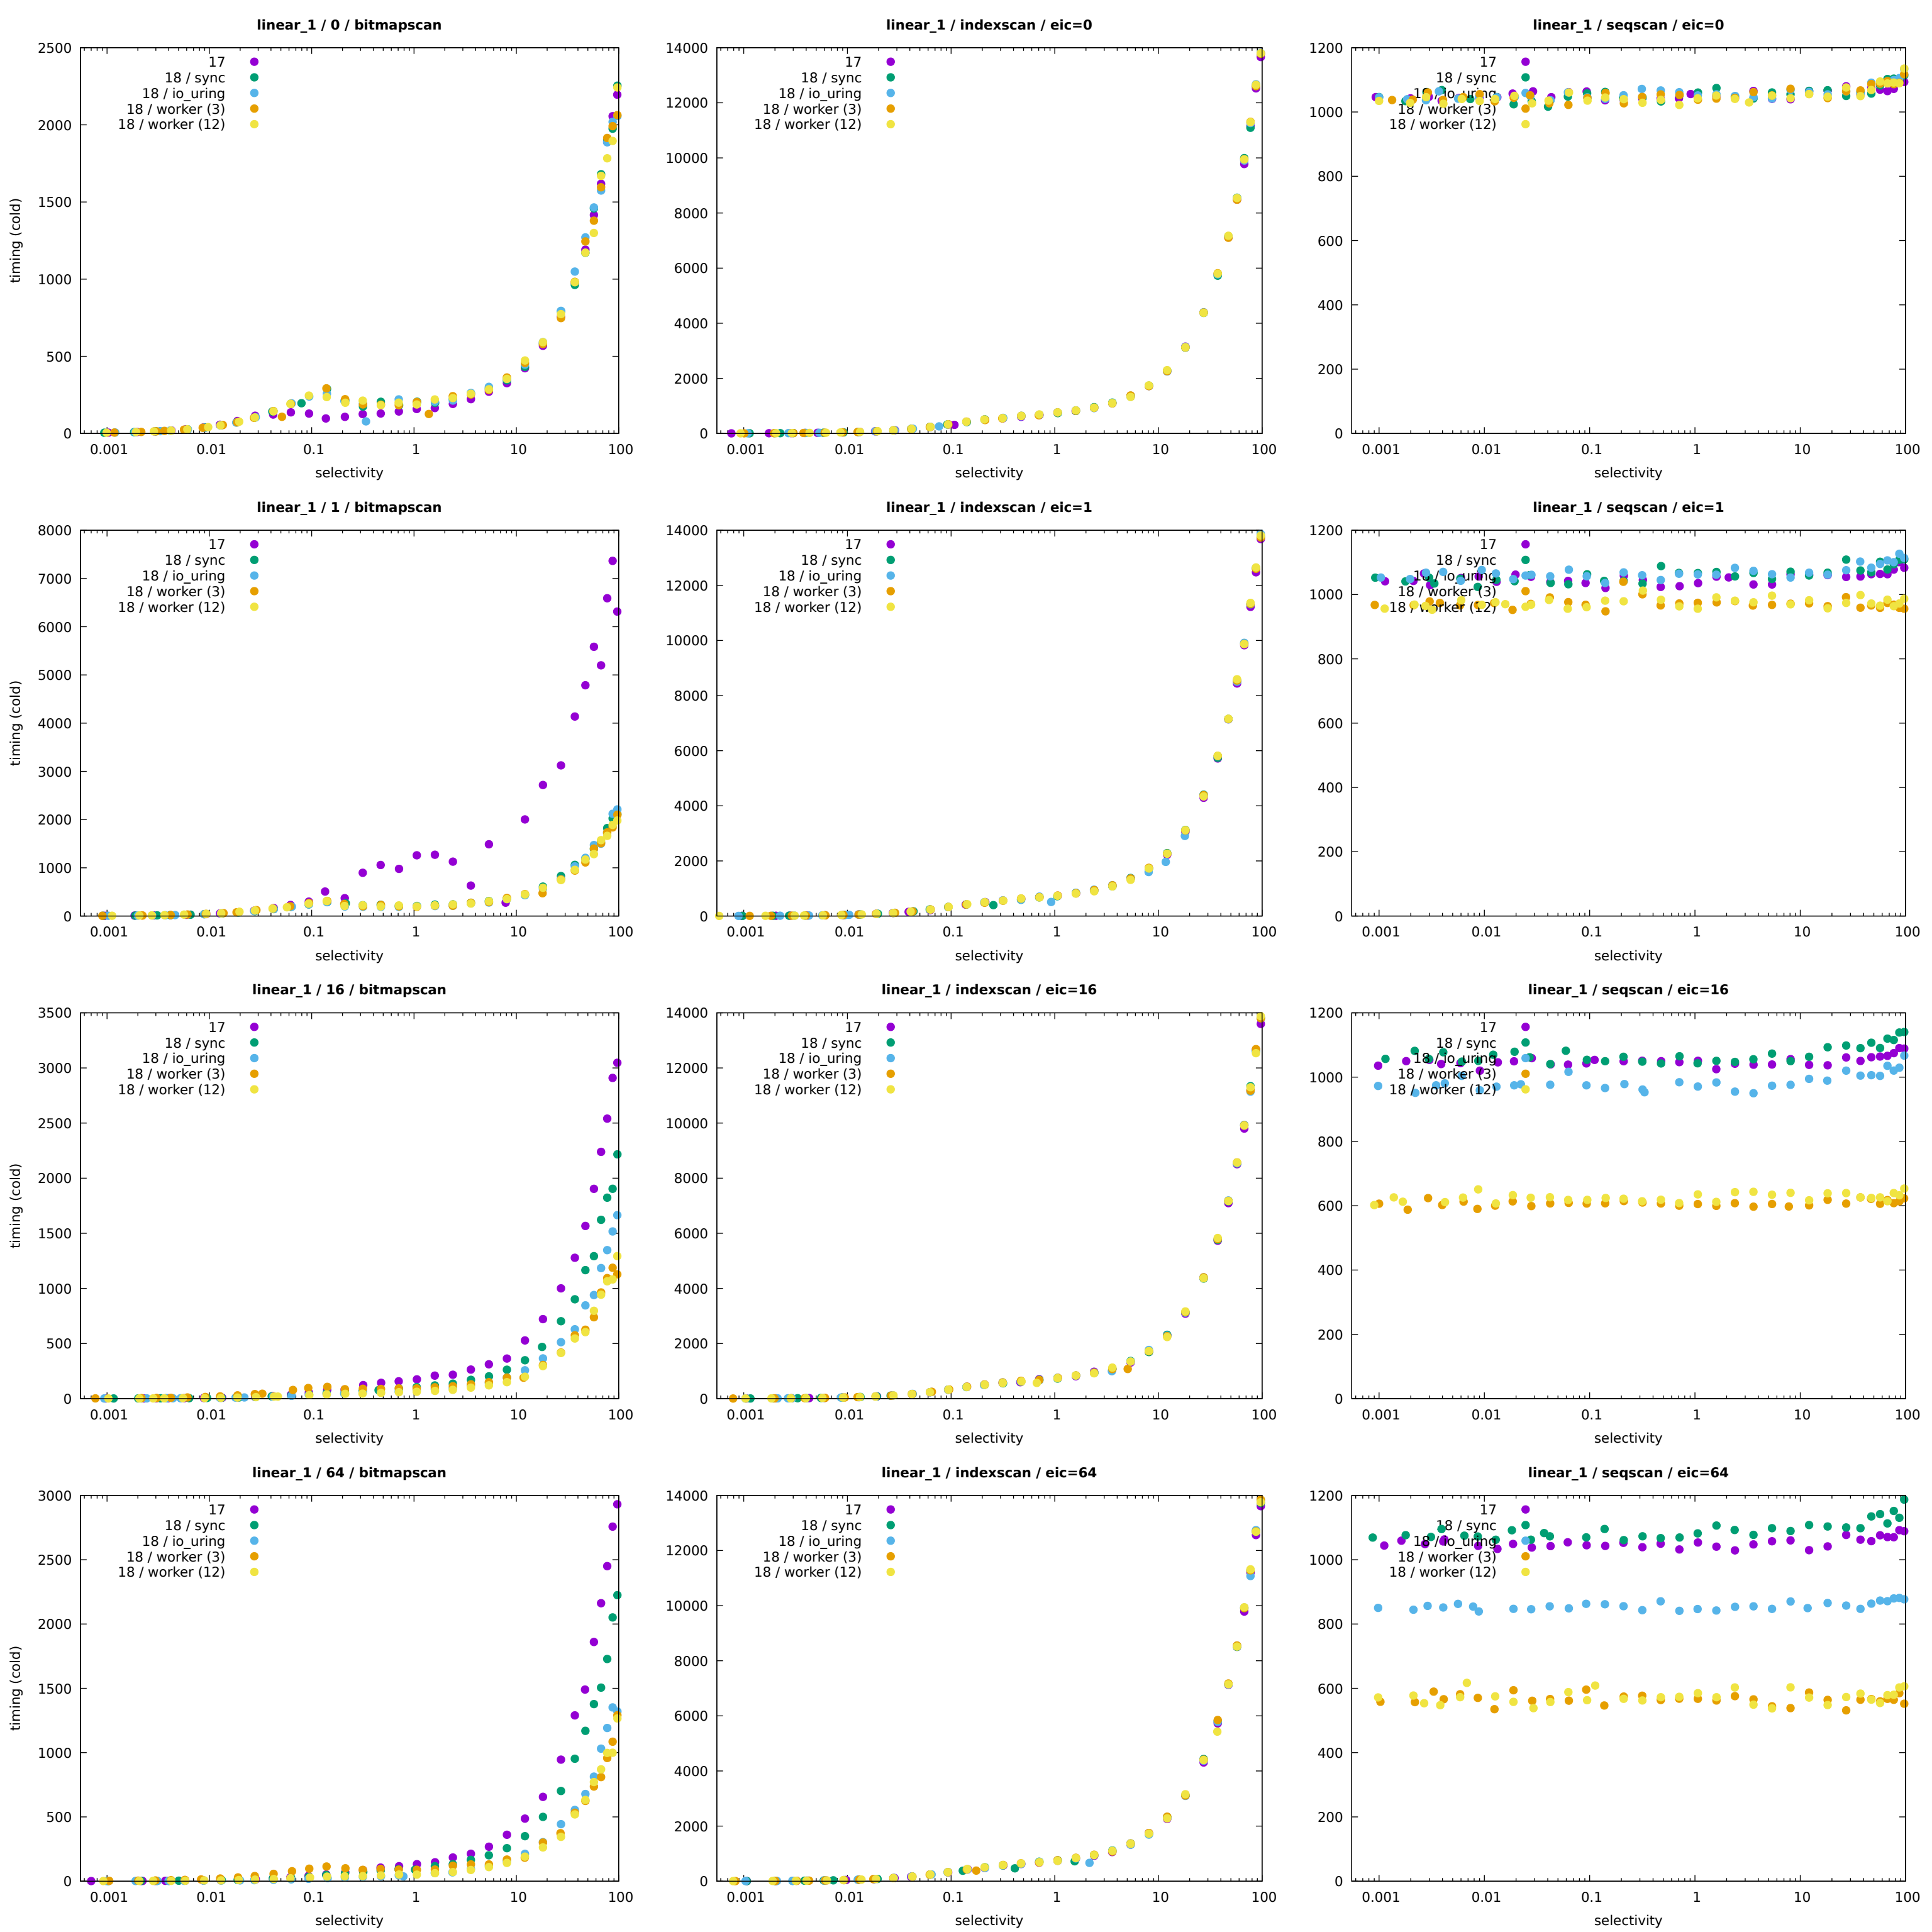 linear_1 / 0 / bitmapscan
2500
2000
1500
1000
500
0
timing (cold)
17
18 / sync
18 / io_uring
18 / worker (3)
18 / worker (12)
0.001 0.01 0.1 1 10 100
selectivity
linear_1 / indexscan / eic=0
14000
12000
10000
8000
6000
4000
2000
0
17
18 / sync
18 / io_uring
18 / worker (3)
18 / worker (12)
0.001 0.01 0.1 1 10 100
selectivity
linear_1 / seqscan / eic=0
1200
1000
800
600
400
200
0
17
18 / sync
18 / io_uring
18 / worker (3)
18 / worker (12)
0.001 0.01 0.1 1 10 100
selectivity
linear_1 / 1 / bitmapscan
8000
7000
6000
5000
4000
3000
2000
1000
0
timing (cold)
17
18 / sync
18 / io_uring
18 / worker (3)
18 / worker (12)
0.001 0.01 0.1 1 10 100
selectivity
linear_1 / indexscan / eic=1
14000
12000
10000
8000
6000
4000
2000
0
17
18 / sync
18 / io_uring
18 / worker (3)
18 / worker (12)
0.001 0.01 0.1 1 10 100
selectivity
linear_1 / seqscan / eic=1
1200
1000
800
600
400
200
0
17
18 / sync
18 / io_uring
18 / worker (3)
18 / worker (12)
0.001 0.01 0.1 1 10 100
selectivity
linear_1 / 16 / bitmapscan
3500
3000
2500
2000
1500
1000
500
0
timing (cold)
17
18 / sync
18 / io_uring
18 / worker (3)
18 / worker (12)
0.001 0.01 0.1 1 10 100
selectivity
linear_1 / indexscan / eic=16
14000
12000
10000
8000
6000
4000
2000
0
17
18 / sync
18 / io_uring
18 / worker (3)
18 / worker (12)
0.001 0.01 0.1 1 10 100
selectivity
linear_1 / seqscan / eic=16
1200
1000
800
600
400
200
0
17
18 / sync
18 / io_uring
18 / worker (3)
18 / worker (12)
0.001 0.01 0.1 1 10 100
selectivity
linear_1 / 64 / bitmapscan
3000
2500
2000
1500
1000
500
0
timing (cold)
17
18 / sync
18 / io_uring
18 / worker (3)
18 / worker (12)
0.001 0.01 0.1 1 10 100
selectivity
linear_1 / indexscan / eic=64
14000
12000
10000
8000
6000
4000
2000
0
17
18 / sync
18 / io_uring
18 / worker (3)
18 / worker (12)
0.001 0.01 0.1 1 10 100
selectivity
linear_1 / seqscan / eic=64
1200
1000
800
600
400
200
0
17
18 / sync
18 / io_uring
18 / worker (3)
18 / worker (12)
0.001 0.01 0.1 1 10 100
selectivity